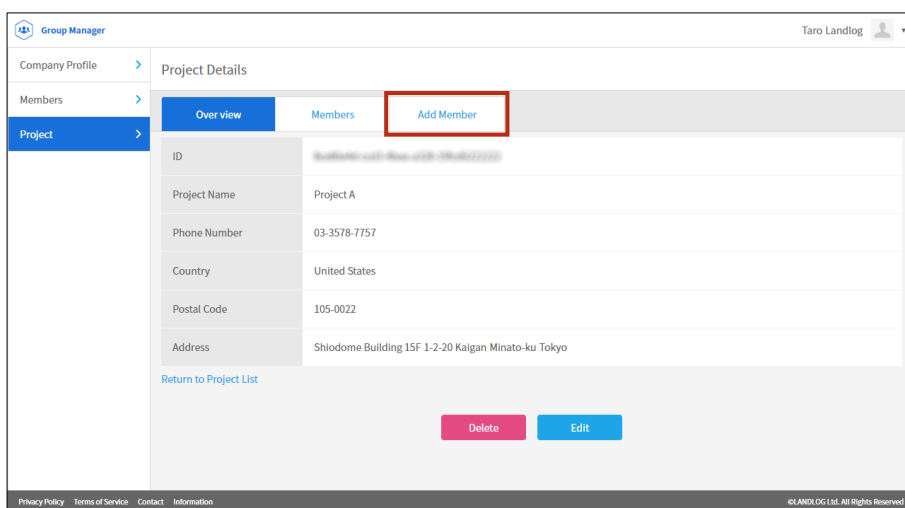 Group Manager
Taro Landlog
Company Profile
Members
Project
Project Details
Over view
Members
Add Member
ID
Project Name
Project A
Phone Number
03-3578-7757
Country
United States
Postal Code
105-0022
Address
Shiodome Building 15F 1-2-20 Kaigan Minato-ku Tokyo
Return to Project List
Delete
Edit
Privacy Policy Terms of Service Contact Information
©LANDLOG Ltd. All Rights Reserved